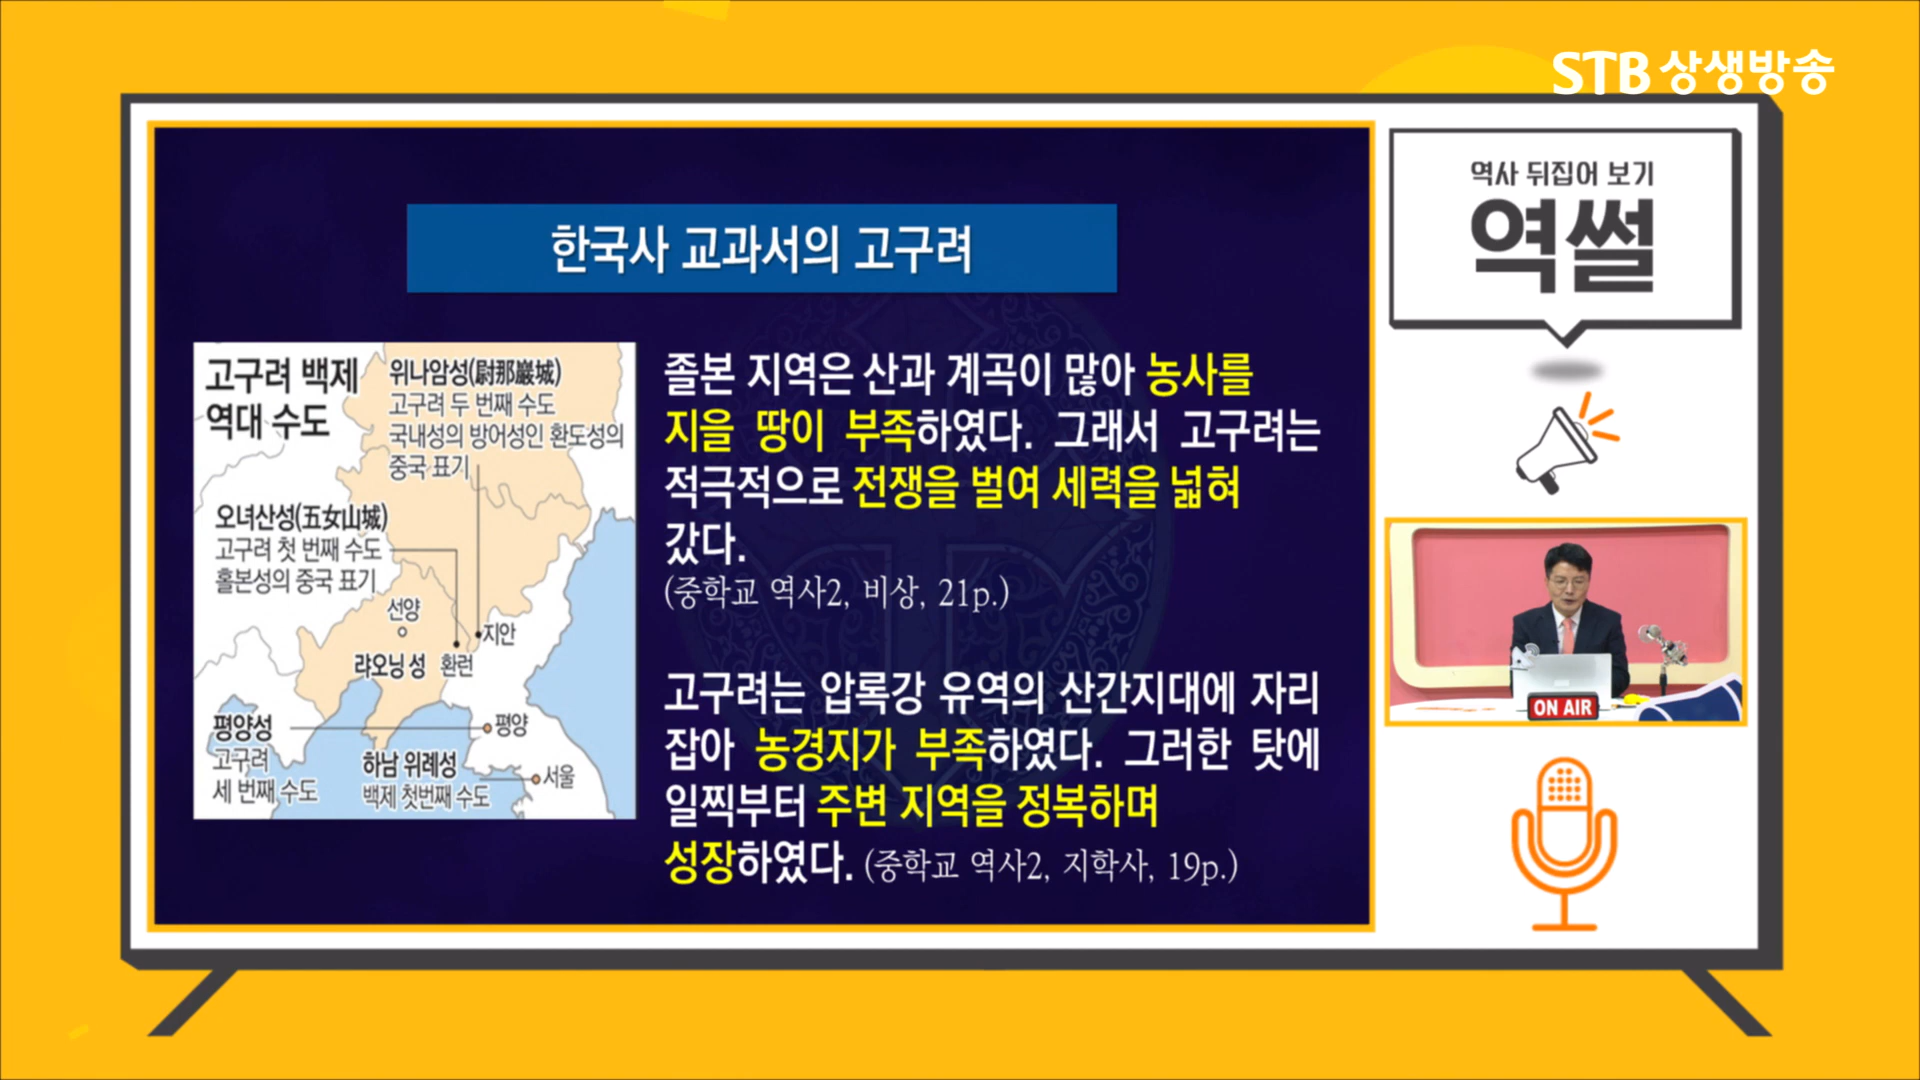 STB 상생방송
역사 뒤집어 보기
역썰
한국사 교과서의 고구려
고구려 백제
역대 수도
위나암성(尉那巖城)
고구려 두 번째 수도
국내성의 방어성인 환도성의
중국 표기
오녀산성(五女山城)
고구려 첫 번째 수도
홀본성의 중국 표기
선양
지안
랴오닝 성
환런
평양성
고구려
세 번째 수도
평양
하남 위례성
백제 첫번째 수도
서울
졸본 지역은 산과 계곡이 많아 농사를
지을 땅이 부족하였다. 그래서 고구려는
적극적으로 전쟁을 벌여 세력을 넓혀
갔다.
(중학교 역사2, 비상, 21p.)
고구려는 압록강 유역의 산간지대에 자리
잡아 농경지가 부족하였다. 그러한 탓에
일찍부터 주변 지역을 정복하며
성장하였다. (중학교 역사2, 지학사, 19p.)
ON AIR